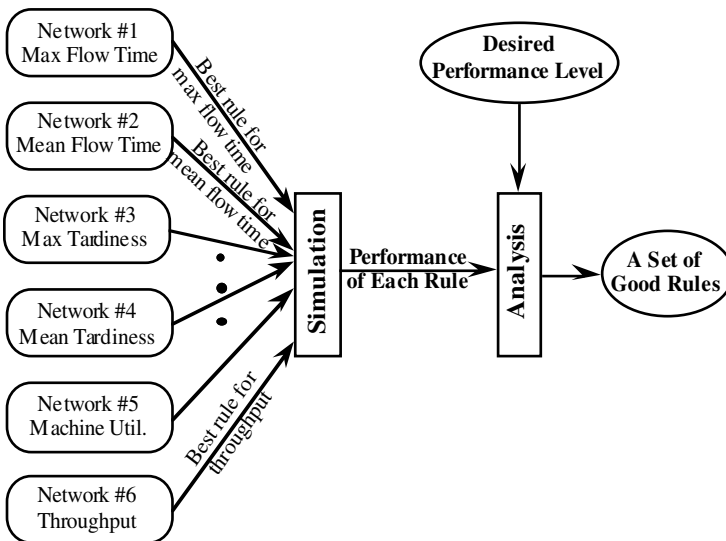 Network #1
Max Flow Time
Network #2
Mean Flow Time
Network #3
Max Tardiness
Network #4
Mean Tardiness
Network #5
Machine Util.
Network #6
Throughput
Best rule for
max flow time
Best rule for
mean flow time
Best rule for
throughput
Simulation
Performance
of Each Rule
Desired
Performance Level
Analysis
A Set of
Good Rules